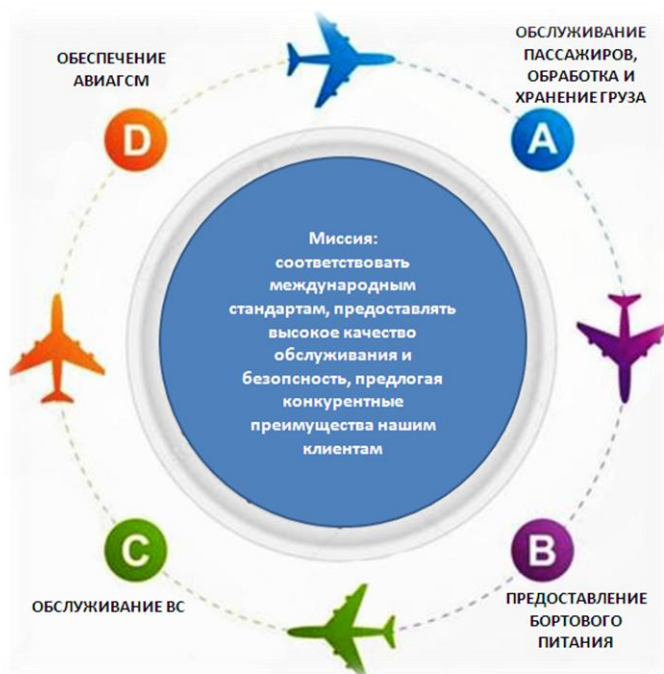 ОБЕСПЕЧЕНИЕ
АВИАГСМ
D
ОБСЛУЖИВАНИЕ
ПАССАЖИРОВ,
ОБРАБОТКА И
ХРАНЕНИЕ ГРУЗА
A
Миссия:
соответствовать
международным
стандартам, предоставлять
высокое качество
обслуживания и
безопсность, предлогая
конкурентные
преимущества нашим
клиентам
C
ОБСЛУЖИВАНИЕ ВС
B
ПРЕДОСТАВЛЕНИЕ
БОРТОВОГО
ПИТАНИЯ